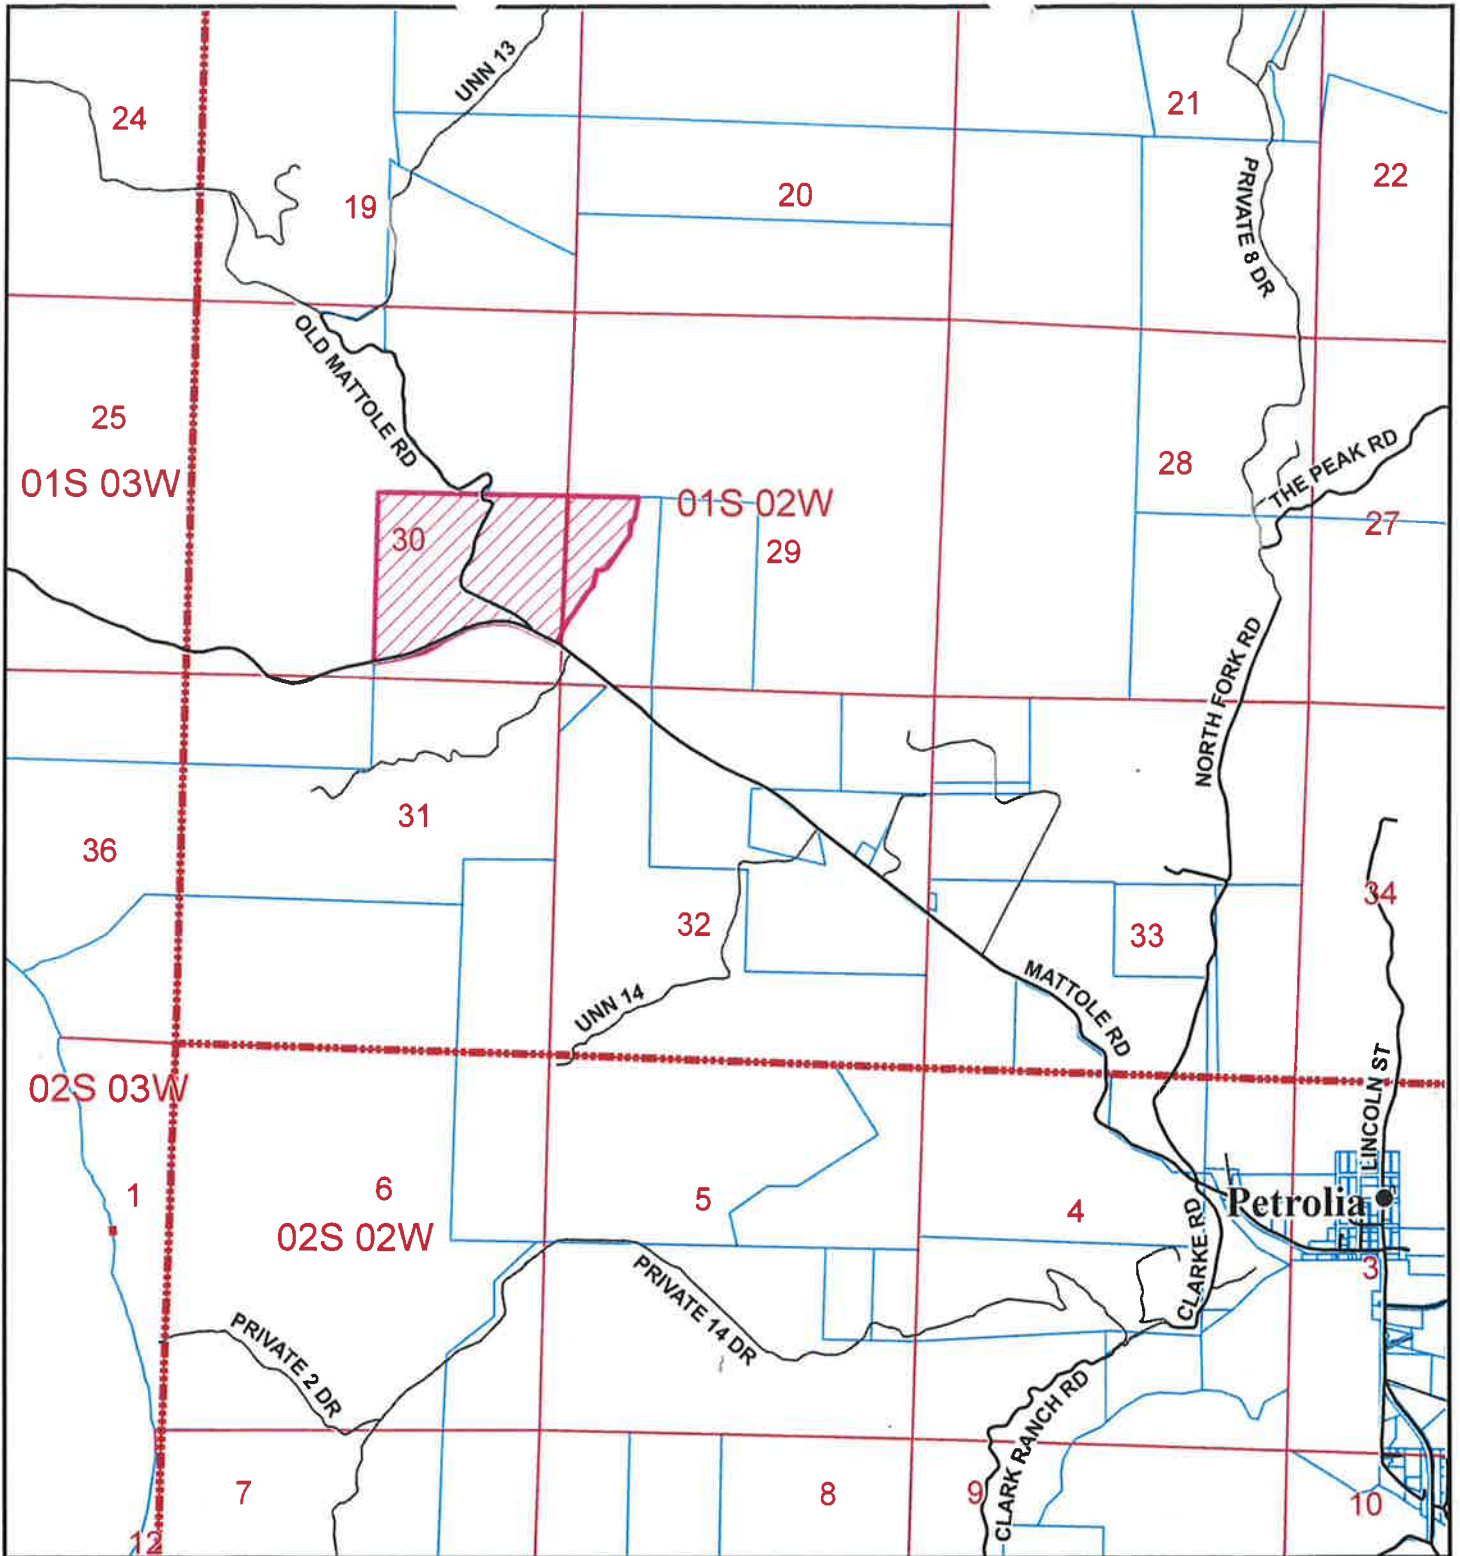 UNN 13
24
21
22
19
20
PRIVATE 8 DR
OLD MATTOLE RD
25
01S 03W
28
THE PEAK RD
30
01S 02W
29
27
NORTH FORK RD
31
36
34
32
33
UNN 14
MATTOLE RD
LINCOLN ST
02S 03W
1
6
5
4
Petrolia
02S 02W
CLARKE RD
3
PRIVATE 14 DR
PRIVATE 2 DR
CLARK RANCH RD
7
8
9
10
12